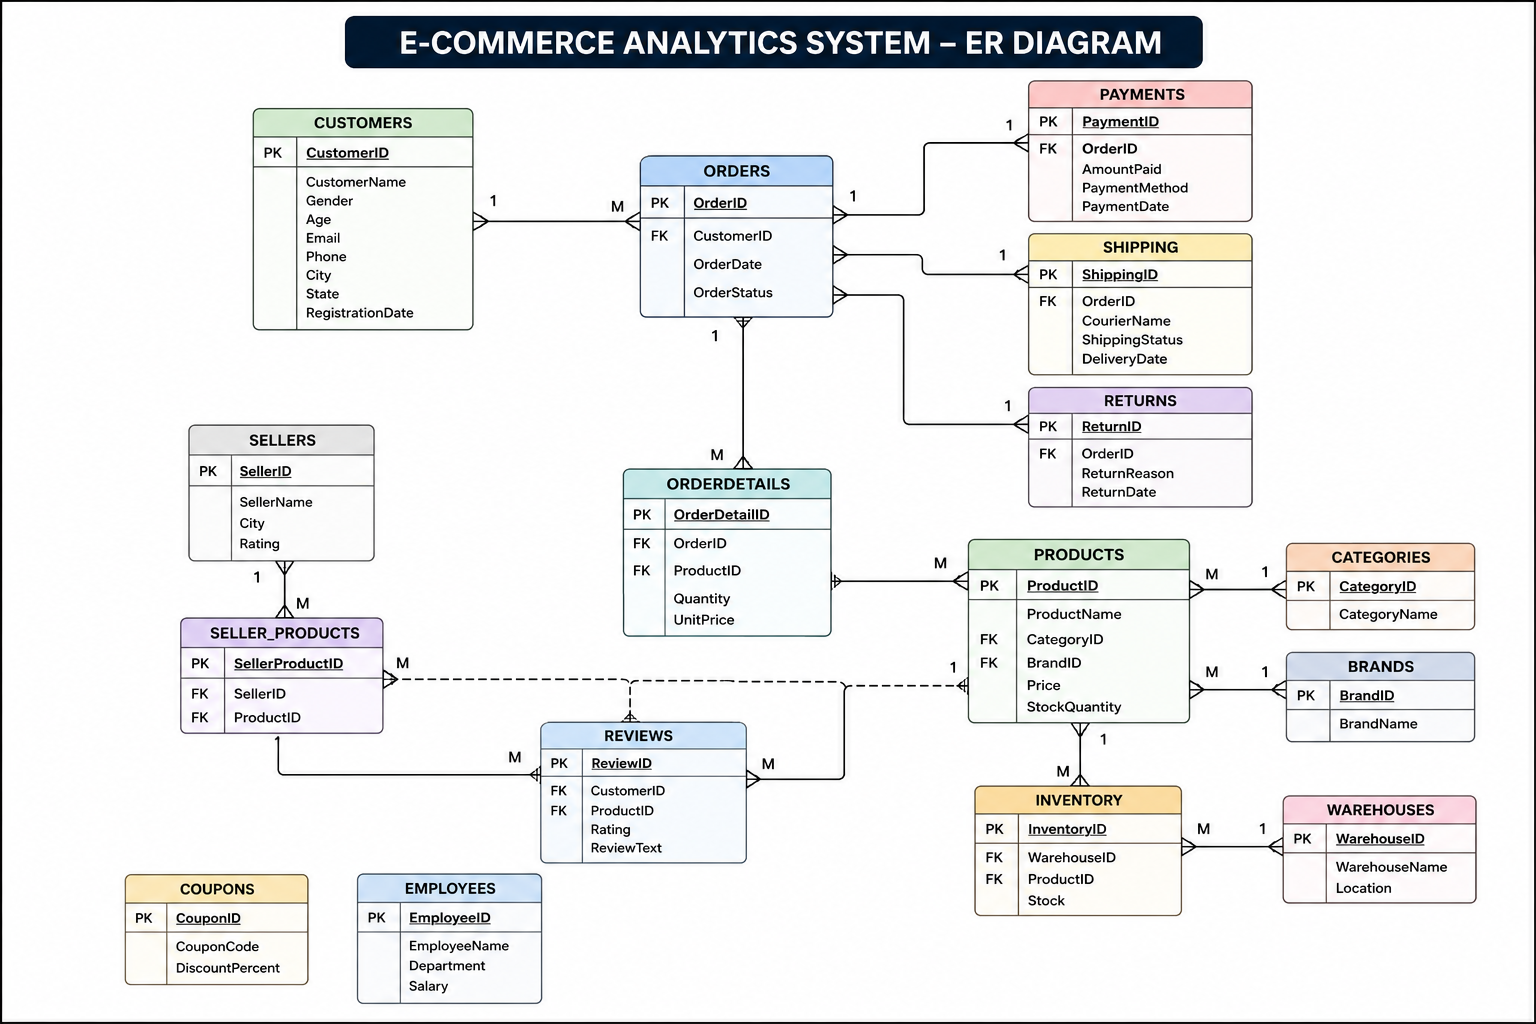 E-COMMERCE ANALYTICS SYSTEM – ER DIAGRAM
CUSTOMERS
PK CustomerID
CustomerName
Gender
Age
Email
Phone
City
State
RegistrationDate
1
M
ORDERS
PK OrderID
FK CustomerID
OrderDate
OrderStatus
1
1
PAYMENTS
PK PaymentID
FK OrderID
AmountPaid
PaymentMethod
PaymentDate
1
SHIPPING
PK ShippingID
FK OrderID
CourierName
ShippingStatus
DeliveryDate
1
RETURNS
PK ReturnID
FK OrderID
ReturnReason
ReturnDate
1
M
SELLERS
PK SellerID
SellerName
City
Rating
1
M
ORDERDETAILS
PK OrderDetailID
FK OrderID
FK ProductID
Quantity
UnitPrice
M
PRODUCTS
PK ProductID
ProductName
FK CategoryID
FK BrandID
Price
StockQuantity
M 1
CATEGORIES
PK CategoryID
CategoryName
M 1
BRANDS
PK BrandID
BrandName
SELLER_PRODUCTS
PK SellerProductID
FK SellerID
FK ProductID
M
1
1
M
REVIEWS
PK ReviewID
FK CustomerID
FK ProductID
Rating
ReviewText
M
1
M
INVENTORY
PK InventoryID
FK WarehouseID
FK ProductID
Stock
M 1
WAREHOUSES
PK WarehouseID
WarehouseName
Location
COUPONS
PK CouponID
CouponCode
DiscountPercent
EMPLOYEES
PK EmployeeID
EmployeeName
Department
Salary